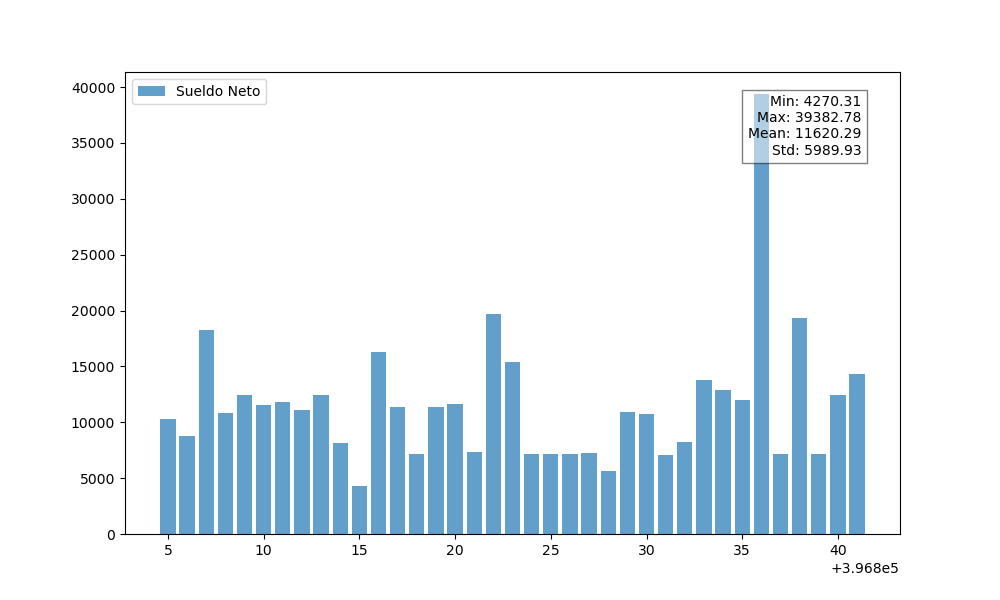 Sueldo Neto
Min: 4270.31
Max: 39382.78
Mean: 11620.29
Std: 5989.93
40000
35000
30000
25000
20000
15000
10000
5000
0
5 10 15 20 25 30 35 40
+3.968e5